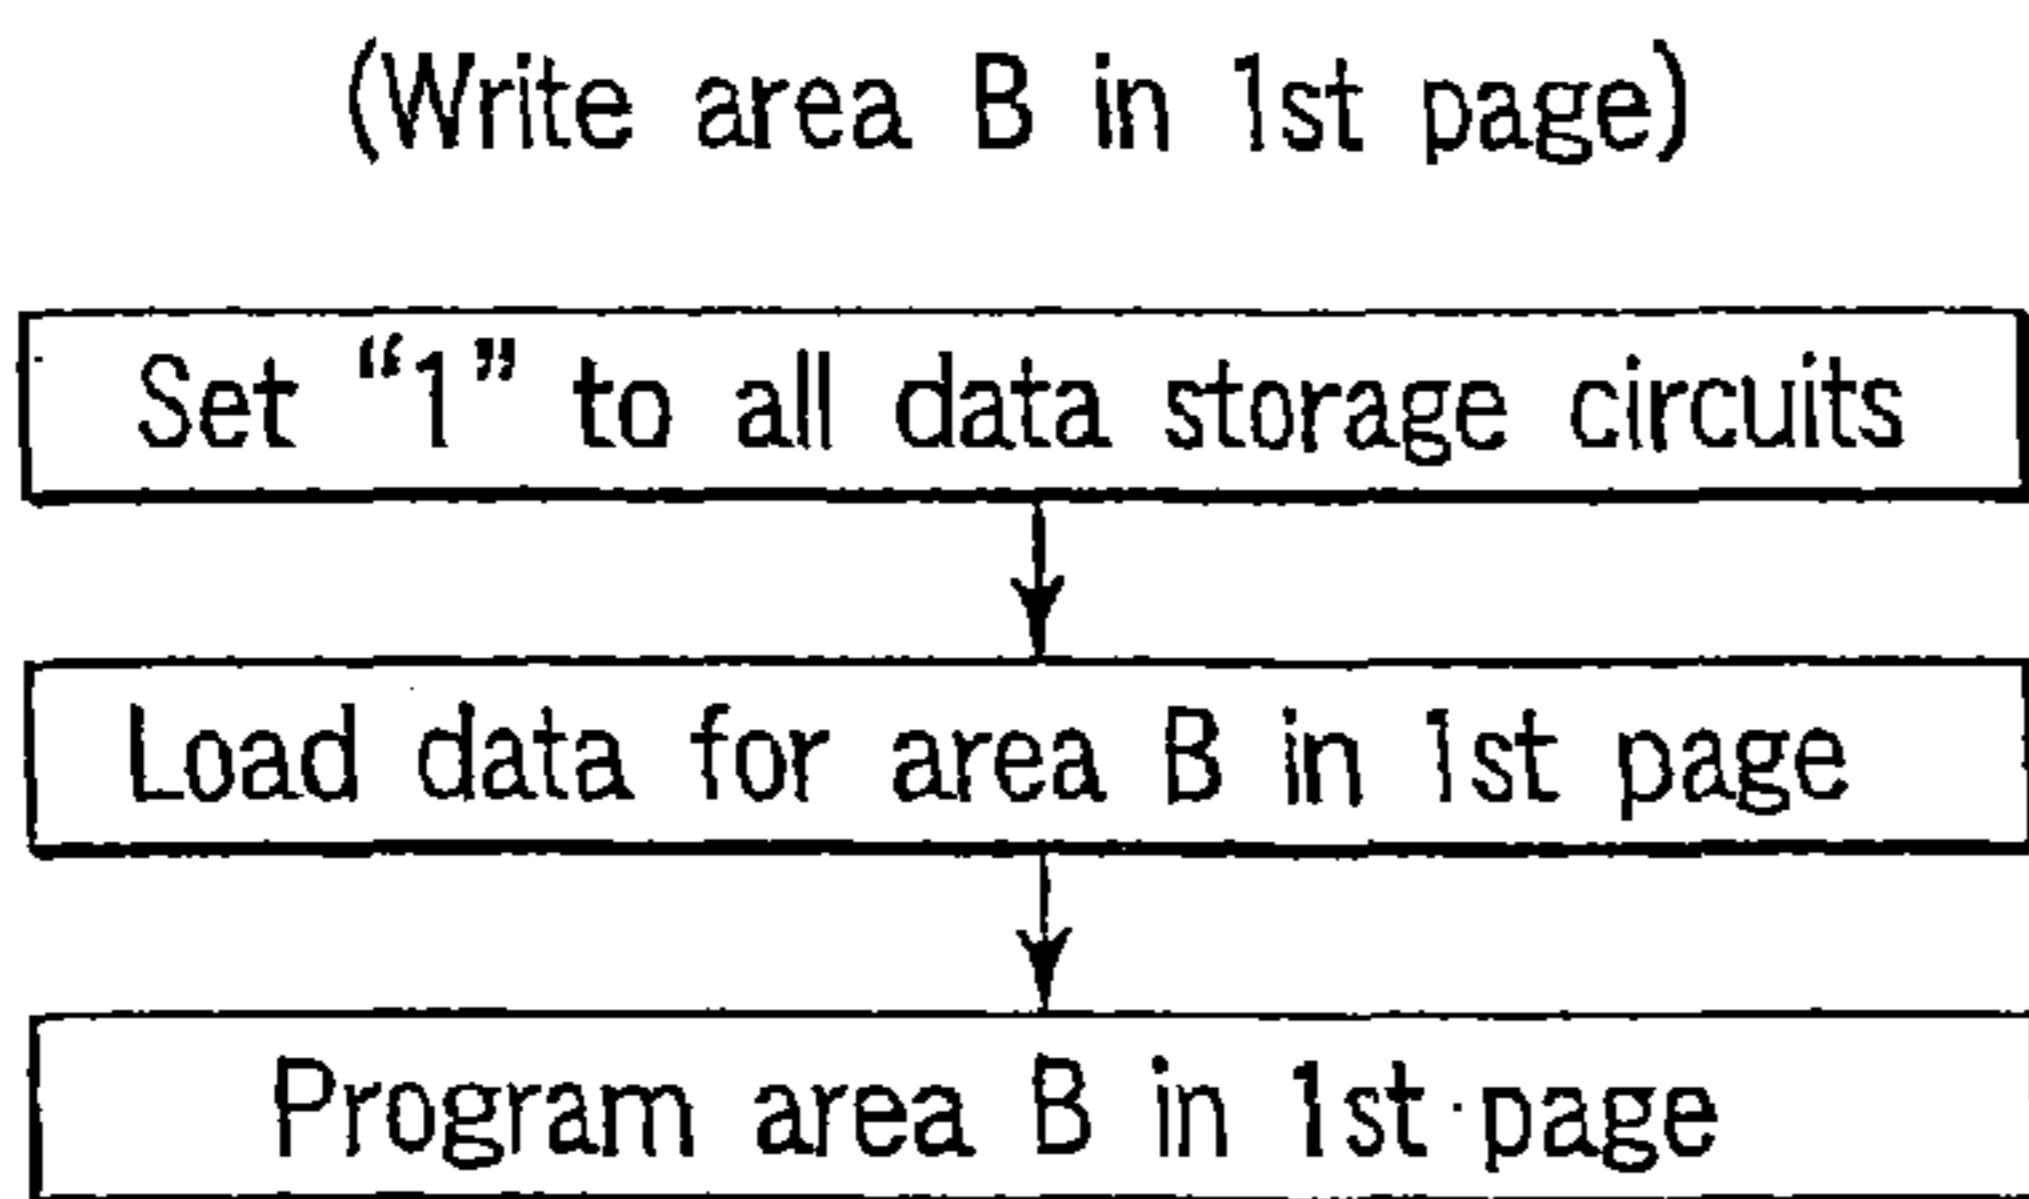 (Write area B in 1st page)
Set “1” to all data storage circuits
Load data for area B in 1st page
Program area B in 1st page